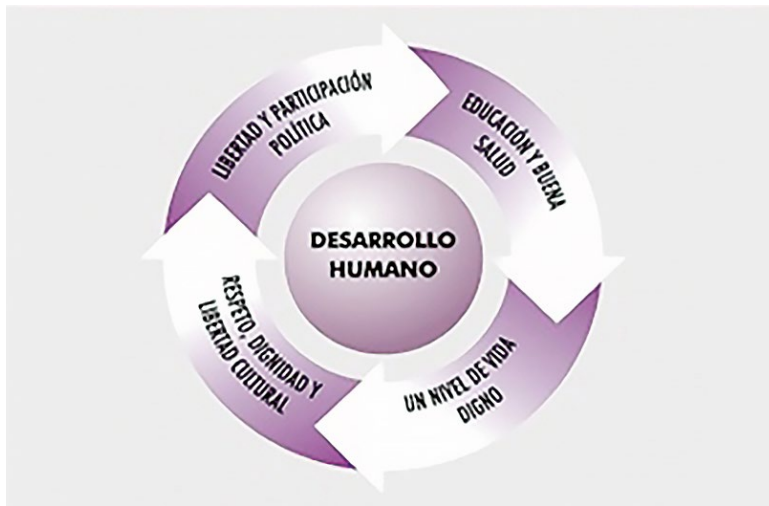 LIBERTAD Y PARTICIPACIÓN
POLÍTICA
EDUCACIÓN Y BUENA
SALUD
DESARROLLO
HUMANO
UN NIVEL DE VIDA
DIGNO
RESPETO, DIGNIDAD Y
LIBERTAD CULTURAL